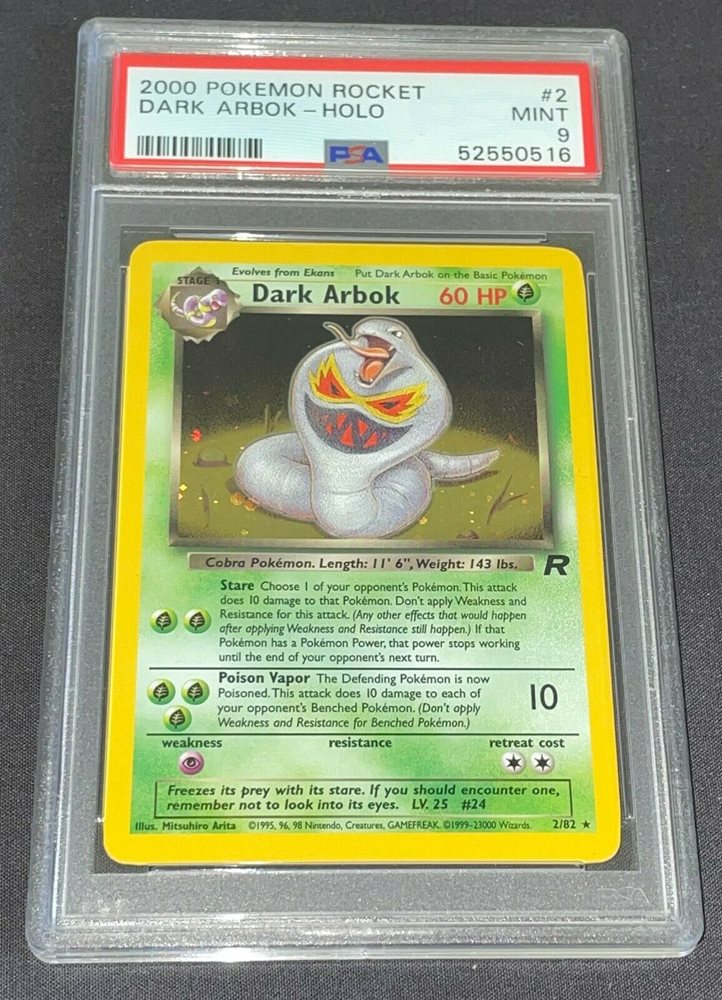 2000 POKEMON ROCKET #2
DARK ARBOK – HOLO MINT
9
PSA 52550516
Evolves from Ekans Put Dark Arbok on the Basic Pokémon
STAGE 1
Dark Arbok 60 HP
Cobra Pokémon. Length: 11' 6", Weight: 143 lbs.
R
Stare Choose 1 of your opponent's Pokémon. This attack
does 10 damage to that Pokémon. Don't apply Weakness and
Resistance for this attack. (Any other effects that would happen
after applying Weakness and Resistance still happen.) If that
Pokémon has a Pokémon Power, that power stops working
until the end of your opponent's next turn.
Poison Vapor The Defending Pokémon is now
Poisoned. This attack does 10 damage to each of
your opponent's Benched Pokémon. (Don't apply
Weakness and Resistance for Benched Pokémon.)
10
weakness resistance retreat cost
Freezes its prey with its stare. If you should encounter one,
remember not to look into its eyes. LV. 25 #24
Illus. Mitsuhiro Arita ©1995, 96, 98 Nintendo, Creatures, GAMEFREAK. ©1999–23000 Wizards. 2/82 ★
PSA